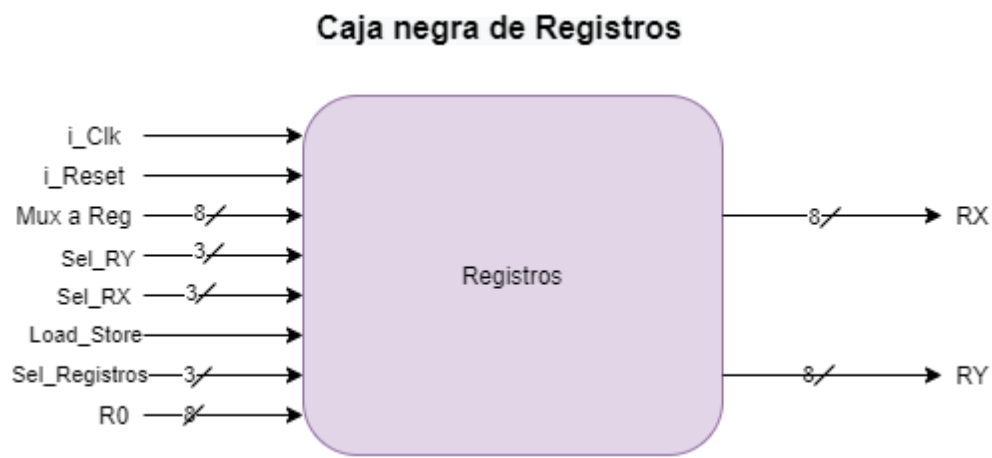 Caja negra de Registros
i_Clk
i_Reset
Mux a Reg 8
Sel_RY 3
Sel_RX 3
Load_Store
Sel_Registros 3
R0 8
Registros
8 RX
8 RY